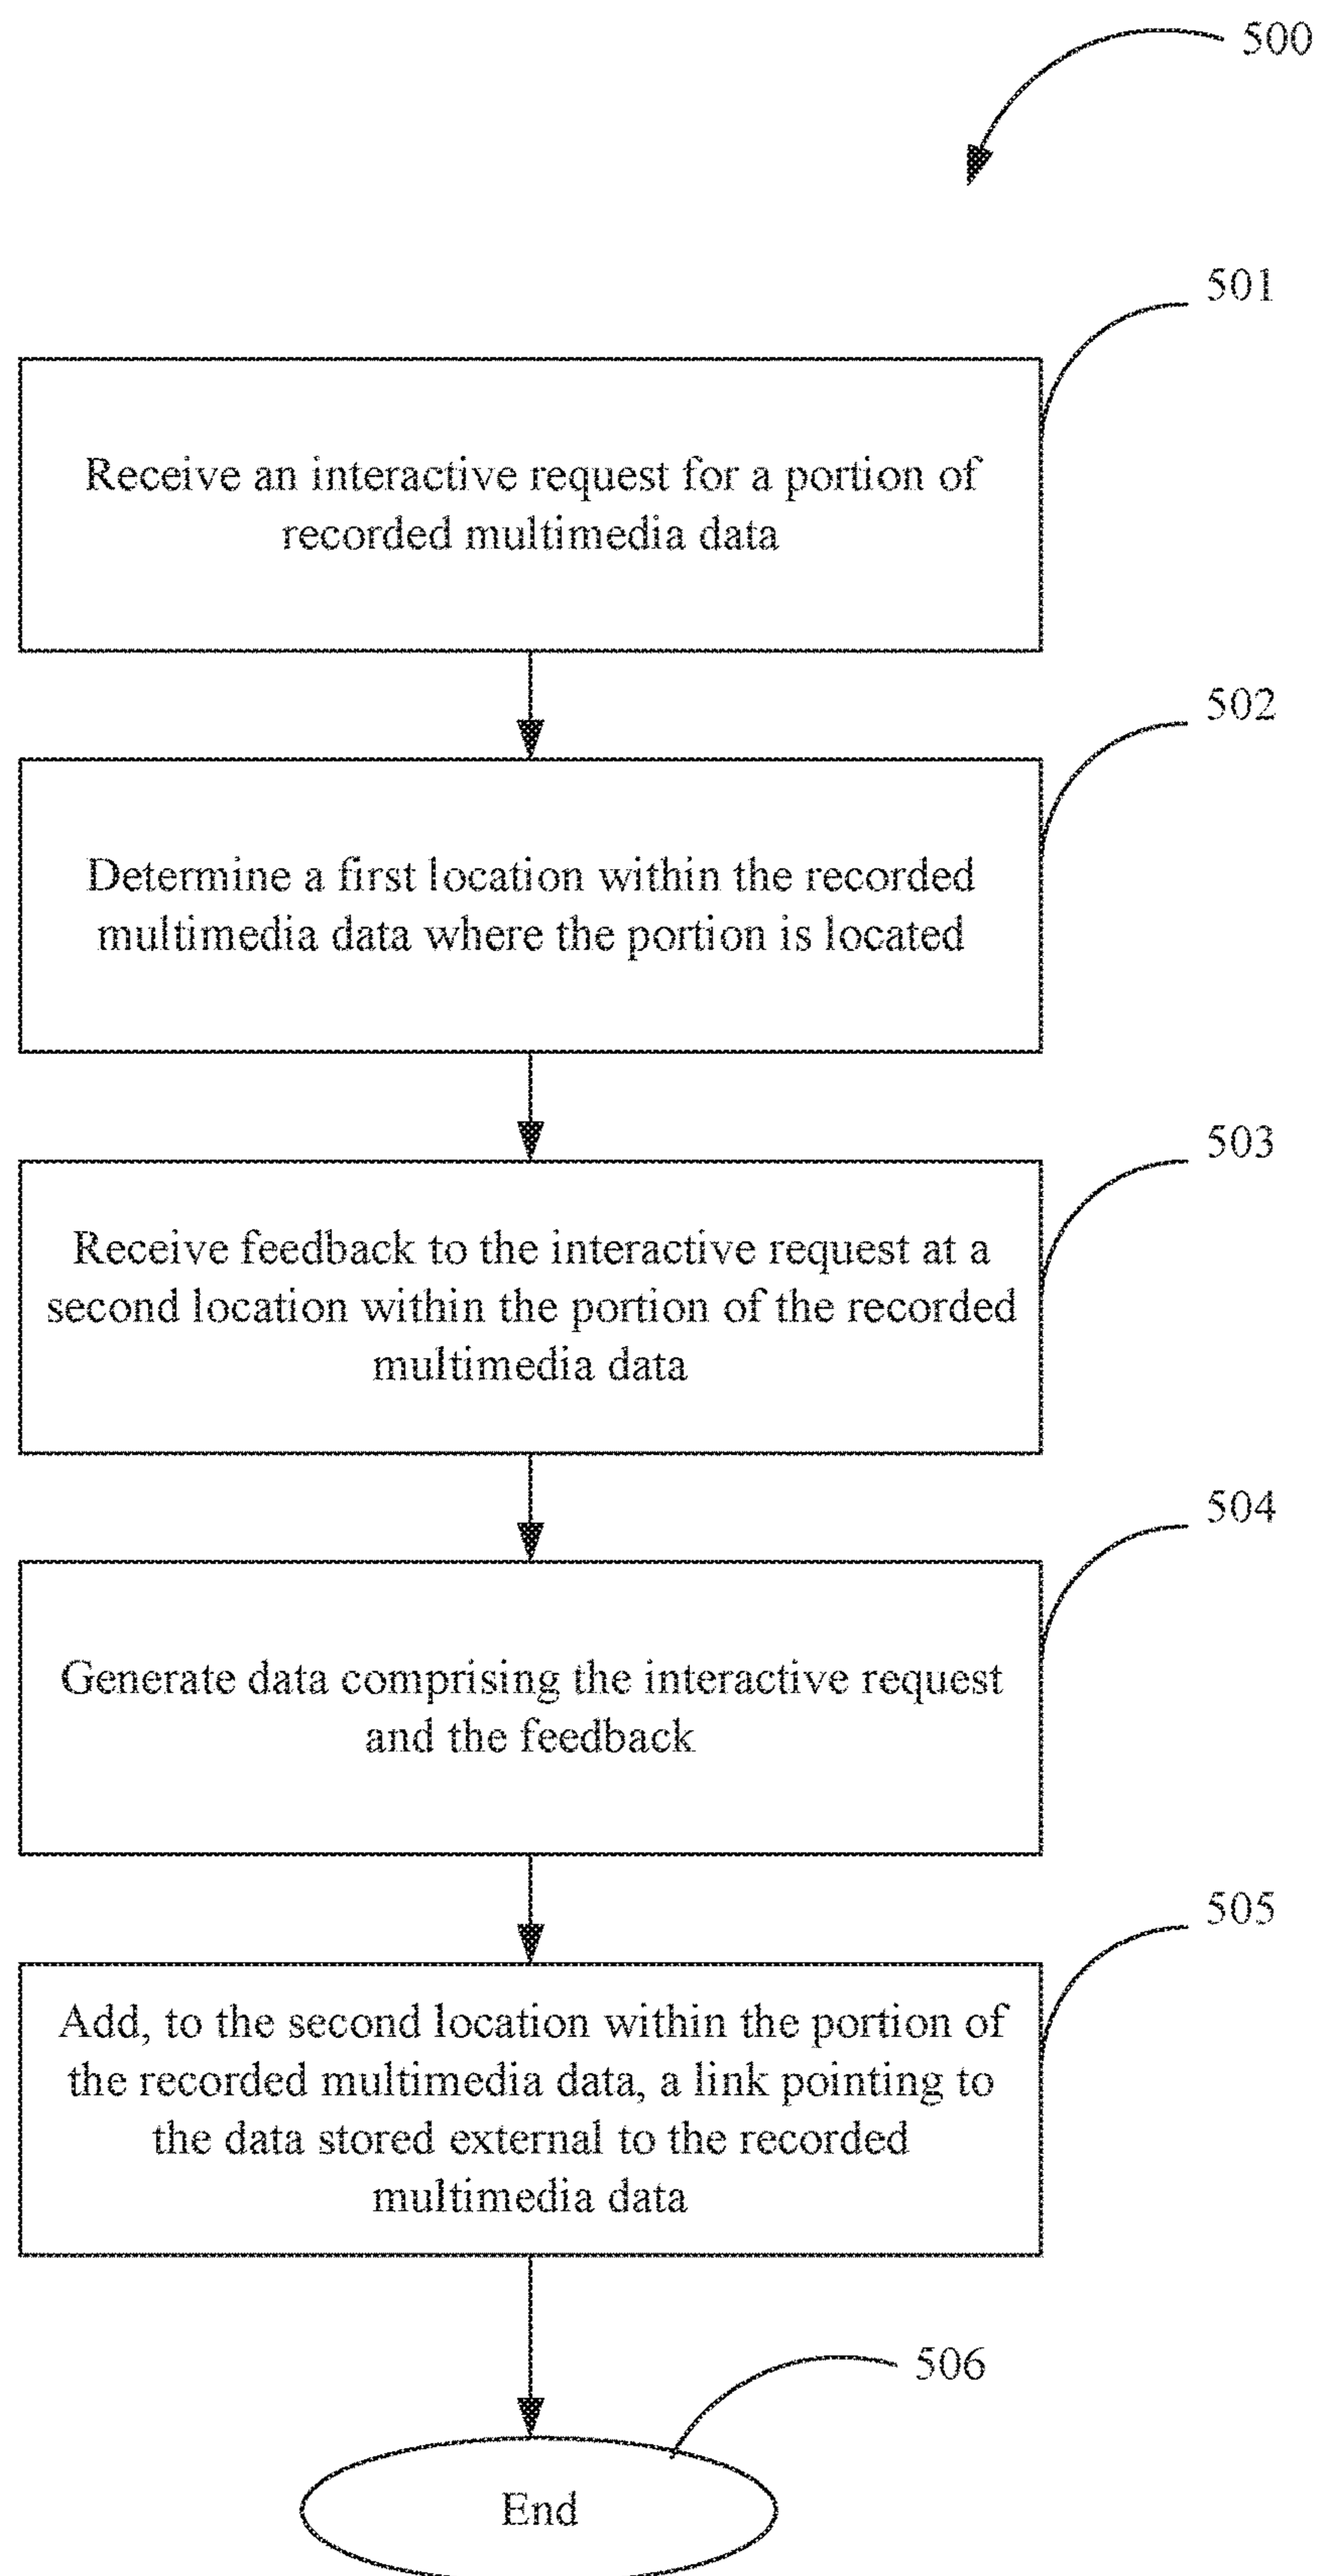 500
501
Receive an interactive request for a portion of
recorded multimedia data
502
Determine a first location within the recorded
multimedia data where the portion is located
503
Receive feedback to the interactive request at a
second location within the portion of the recorded
multimedia data
504
Generate data comprising the interactive request
and the feedback
505
Add, to the second location within the portion of
the recorded multimedia data, a link pointing to
the data stored external to the recorded
multimedia data
506
End